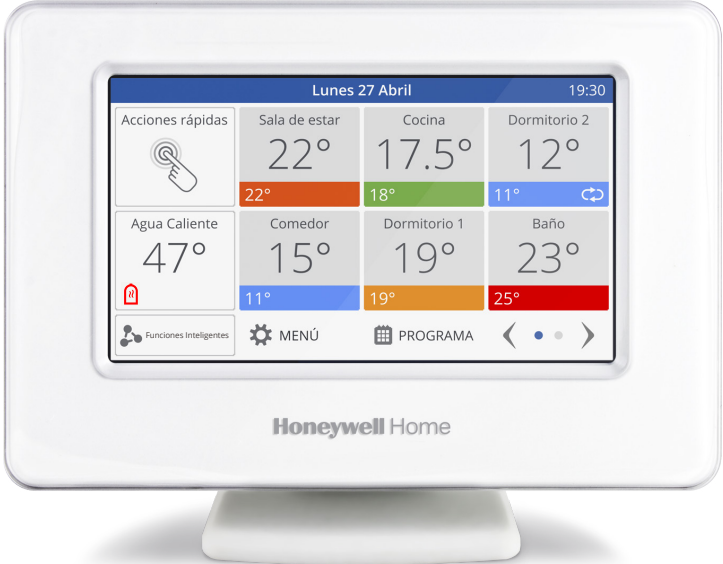 Lunes 27 Abril 19:30
Acciones rápidas
Sala de estar
22°
22°
Cocina
17.5°
18°
Dormitorio 2
12°
11°
Agua Caliente
47°
Comedor
15°
11°
Dormitorio 1
19°
19°
Baño
23°
25°
Funciones Inteligentes
MENÚ
PROGRAMA
Honeywell Home